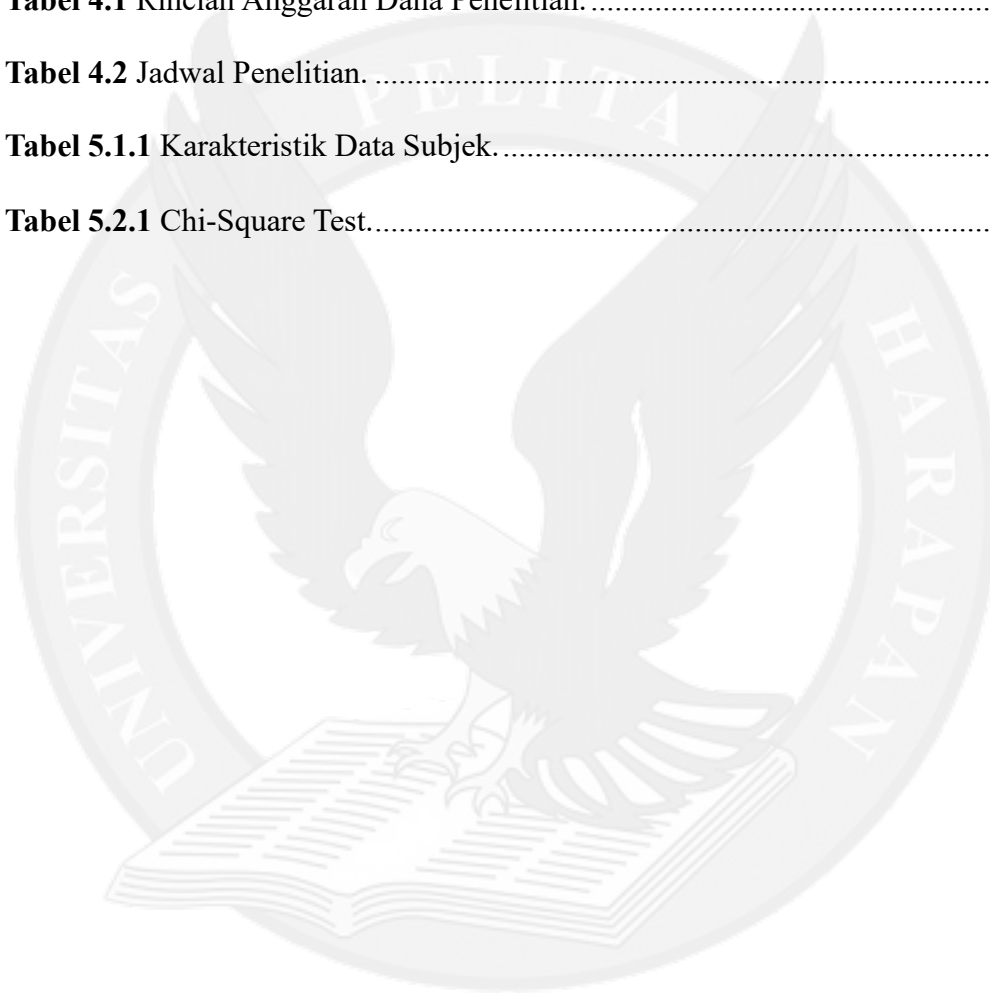 Tabel 4.1 Rincian Anggaran Dana Penelitian. ........................................................
Tabel 4.2 Jadwal Penelitian. ..............................................................................
Tabel 5.1.1 Karakteristik Data Subjek. ..............................................................
Tabel 5.2.1 Chi-Square Test. .............................................................................
UNIVERSITAS PELITA HARAPAN